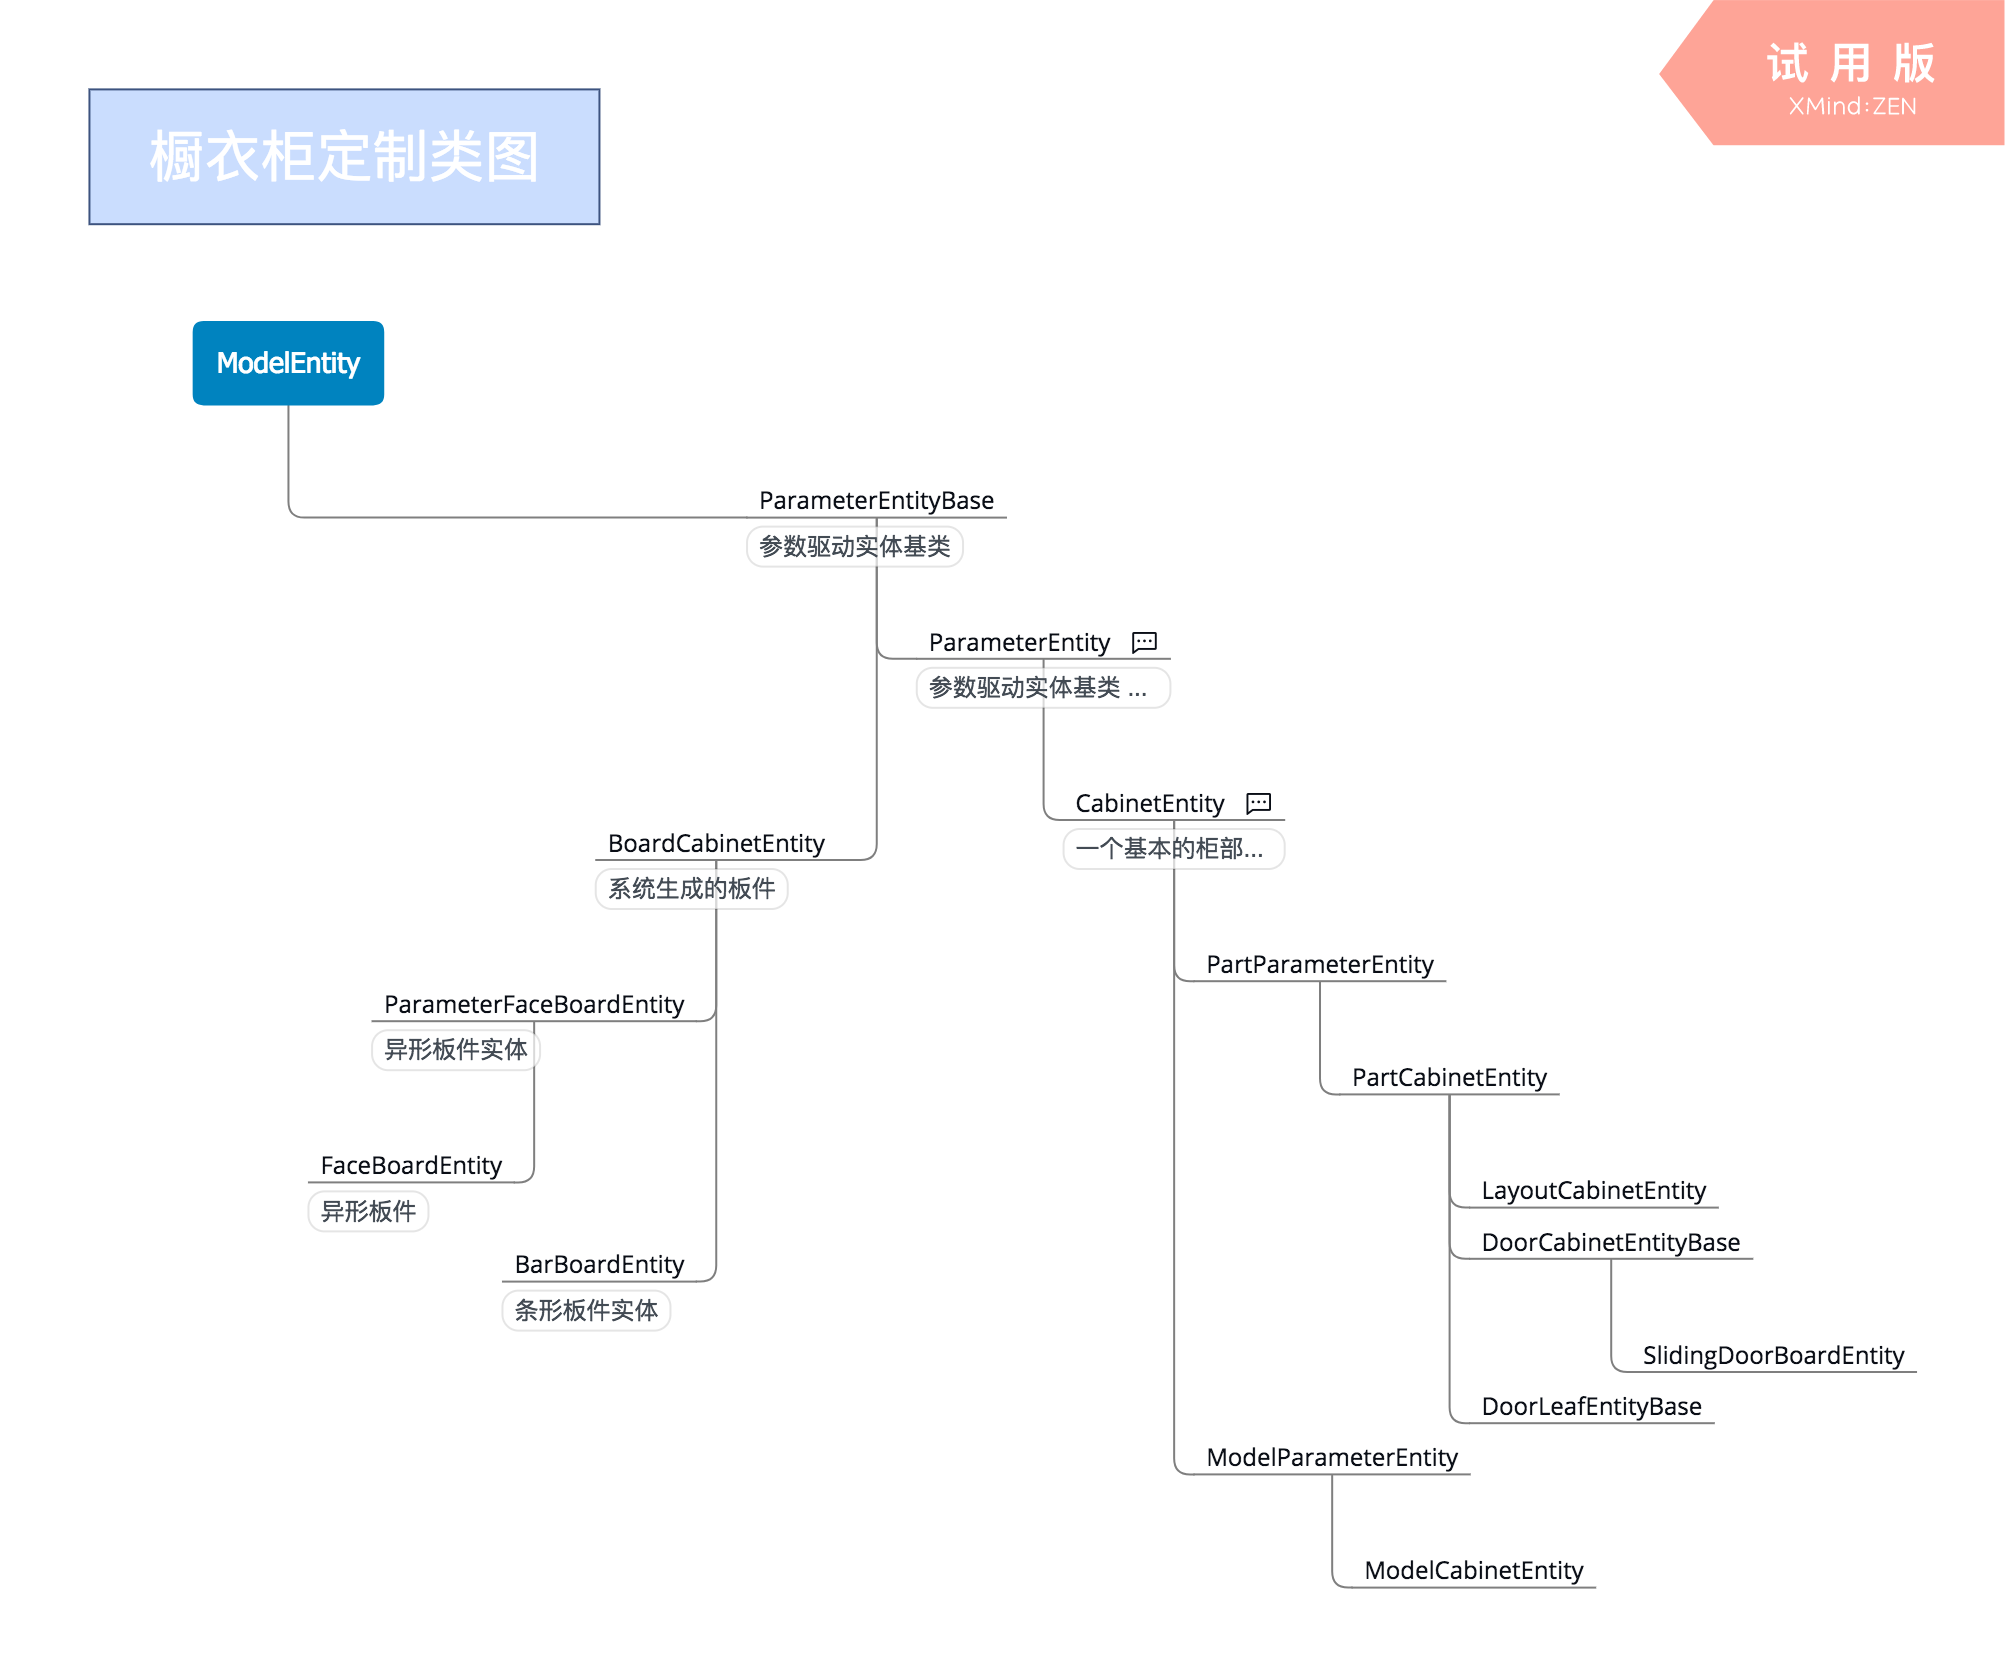 试用版
XMind:ZEN
橱衣柜定制类图
ModelEntity
ParameterEntityBase
参数驱动实体基类
ParameterEntity
参数驱动实体基类 ...
CabinetEntity
一个基本的柜部...
BoardCabinetEntity
系统生成的板件
PartParameterEntity
ParameterFaceBoardEntity
异形板件实体
PartCabinetEntity
FaceBoardEntity
异形板件
LayoutCabinetEntity
DoorCabinetEntityBase
BarBoardEntity
条形板件实体
SlidingDoorBoardEntity
DoorLeafEntityBase
ModelParameterEntity
ModelCabinetEntity